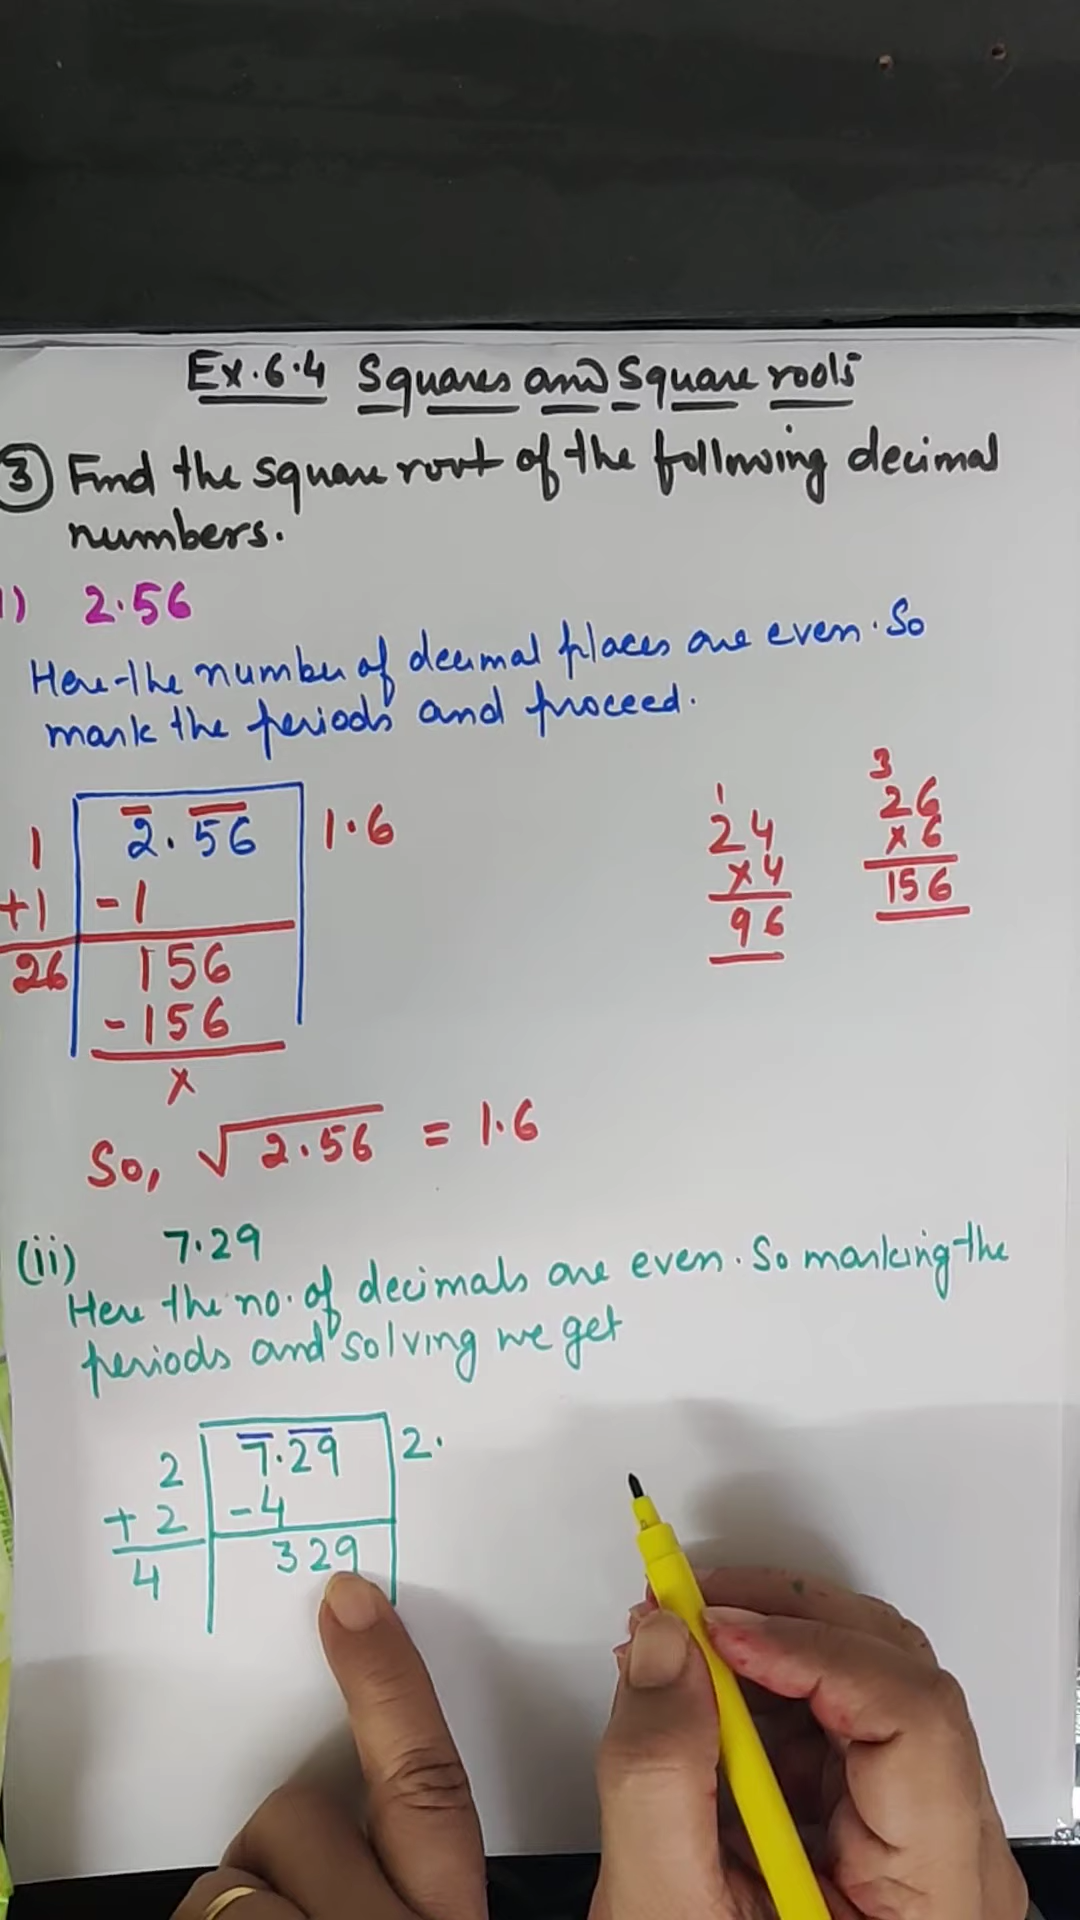 Ex.6.4 Squares and Square roots
③ Find the square root of the following decimal
numbers.
i) 2.56
Here the number of decimal places are even. So
mark the periods and proceed.
1 2.56 1.6
+1 -1
26 156
-156
x
1
24
x4
96
3
26
x6
156
So, √2.56 = 1.6
(ii) 7.29
Here the no. of decimals are even. So marking the
periods and solving we get
2 7.29 2.
+2 -4
4 329